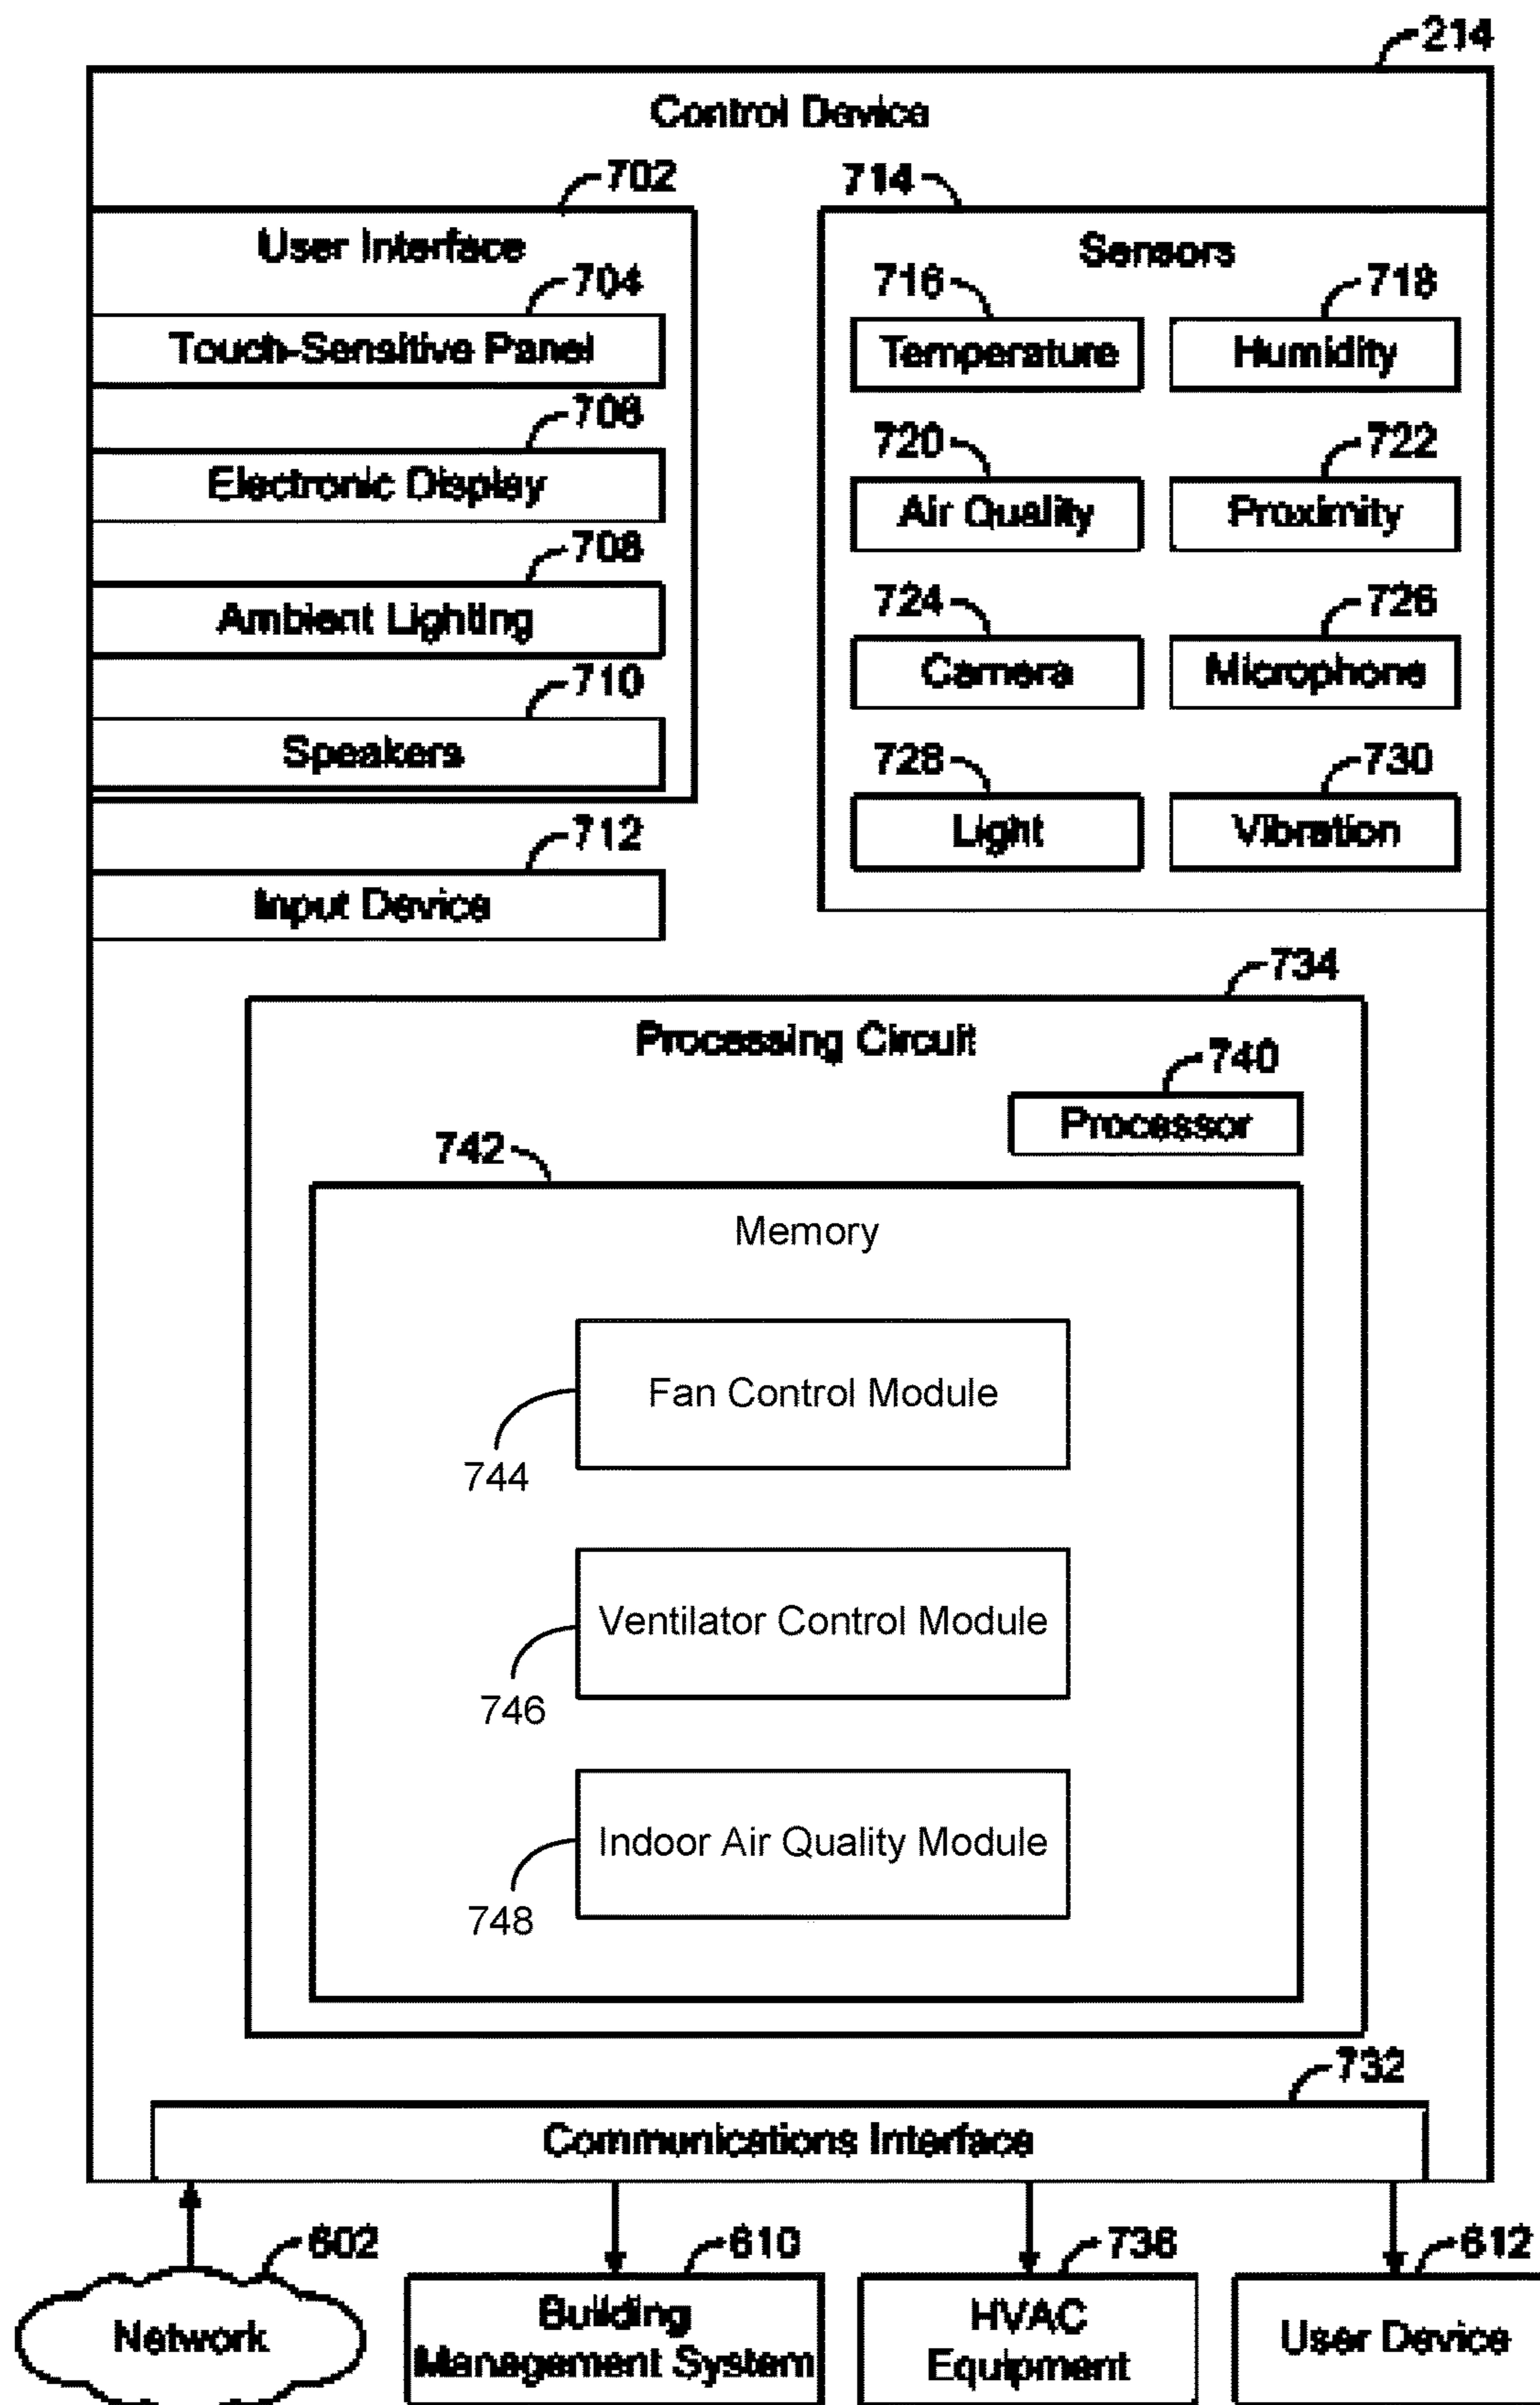 214
Control Device
702
User Interface
704
Touch-Sensitive Panel
706
Electronic Display
708
Ambient Lighting
710
Speakers
712
Input Device
714
Sensors
716
Temperature
718
Humidity
720
Air Quality
722
Proximity
724
Camera
726
Microphone
728
Light
730
Vibration
734
Processing Circuit
740
Processor
742
Memory
Fan Control Module
744
Ventilator Control Module
746
Indoor Air Quality Module
748
732
Communications Interface
602
Network
610
Building
Management System
736
HVAC
Equipment
612
User Device